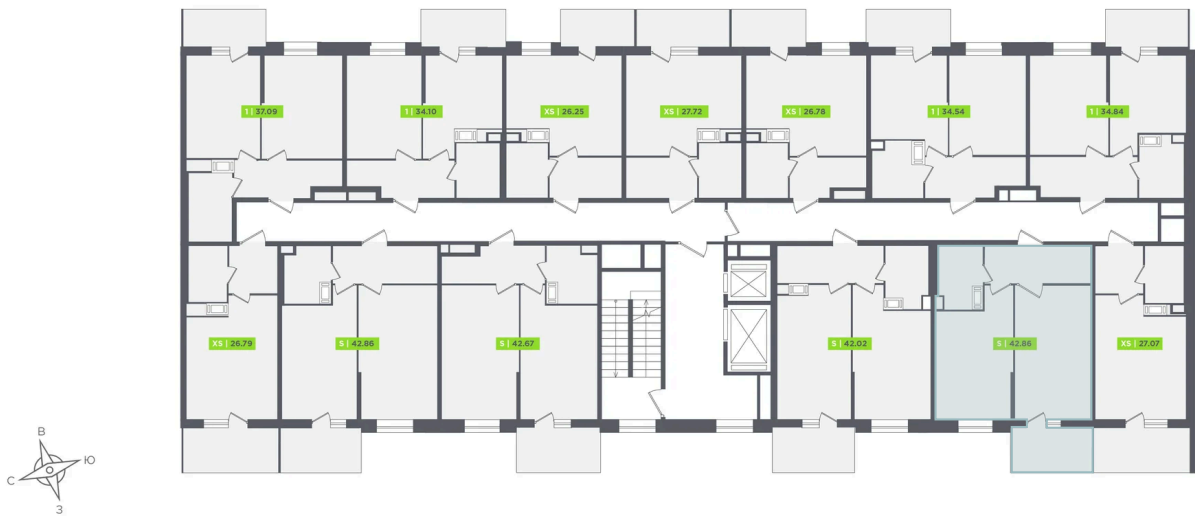 1 | 37.09
1 | 34.10
XS | 26.25
XS | 27.72
XS | 26.78
1 | 34.54
1 | 34.84
XS | 26.79
S | 42.86
S | 42.67
S | 42.02
S | 42.86
XS | 27.07
В
Ю
С
З